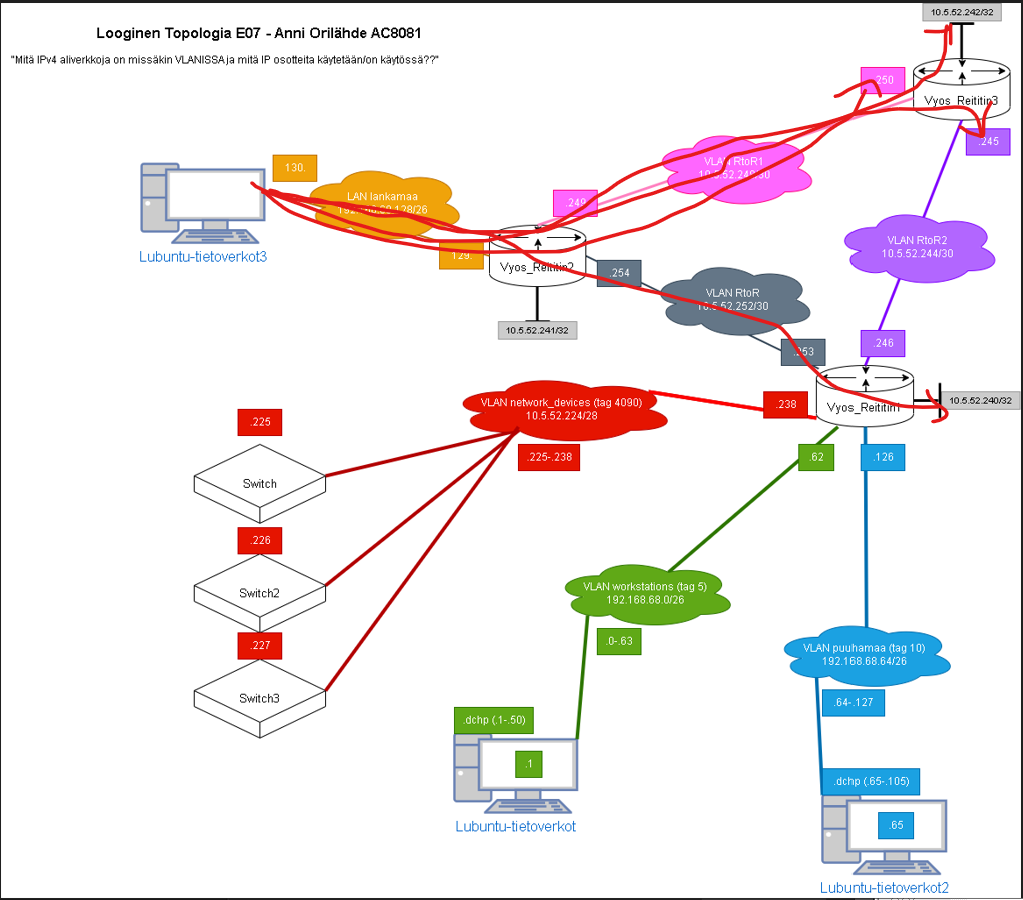 Looginen Topologia E07 - Anni Orilähde AC8081
"Mitä IPv4 aliverkkoja on missäkin VLANISSA ja mitä IP osotteita käytetään/on käytössä??"
10.5.52.242/32
.250
Vyos_Reititin3
.245
VLAN RtoR1
10.5.52.248/30
130.
LAN lankamaa
.128/26
.249
129.
Lubuntu-tietoverkot3
Vyos_Reititin2
.254
10.5.52.241/32
VLAN RtoR2
10.5.52.244/30
VLAN RtoR
10.5.52.252/30
.246
.253
Vyos_Reititin1
10.5.52.240/32
VLAN network_devices (tag 4090)
10.5.52.224/28
.238
.225
.225-.238
.62
.126
Switch
.226
Switch2
.227
Switch3
VLAN workstations (tag 5)
192.168.68.0/26
.0-.63
VLAN puuhamaa (tag 10)
192.168.68.64/26
.64-.127
.dchp (.1-.50)
.1
Lubuntu-tietoverkot
.dchp (.65-.105)
.65
Lubuntu-tietoverkot2